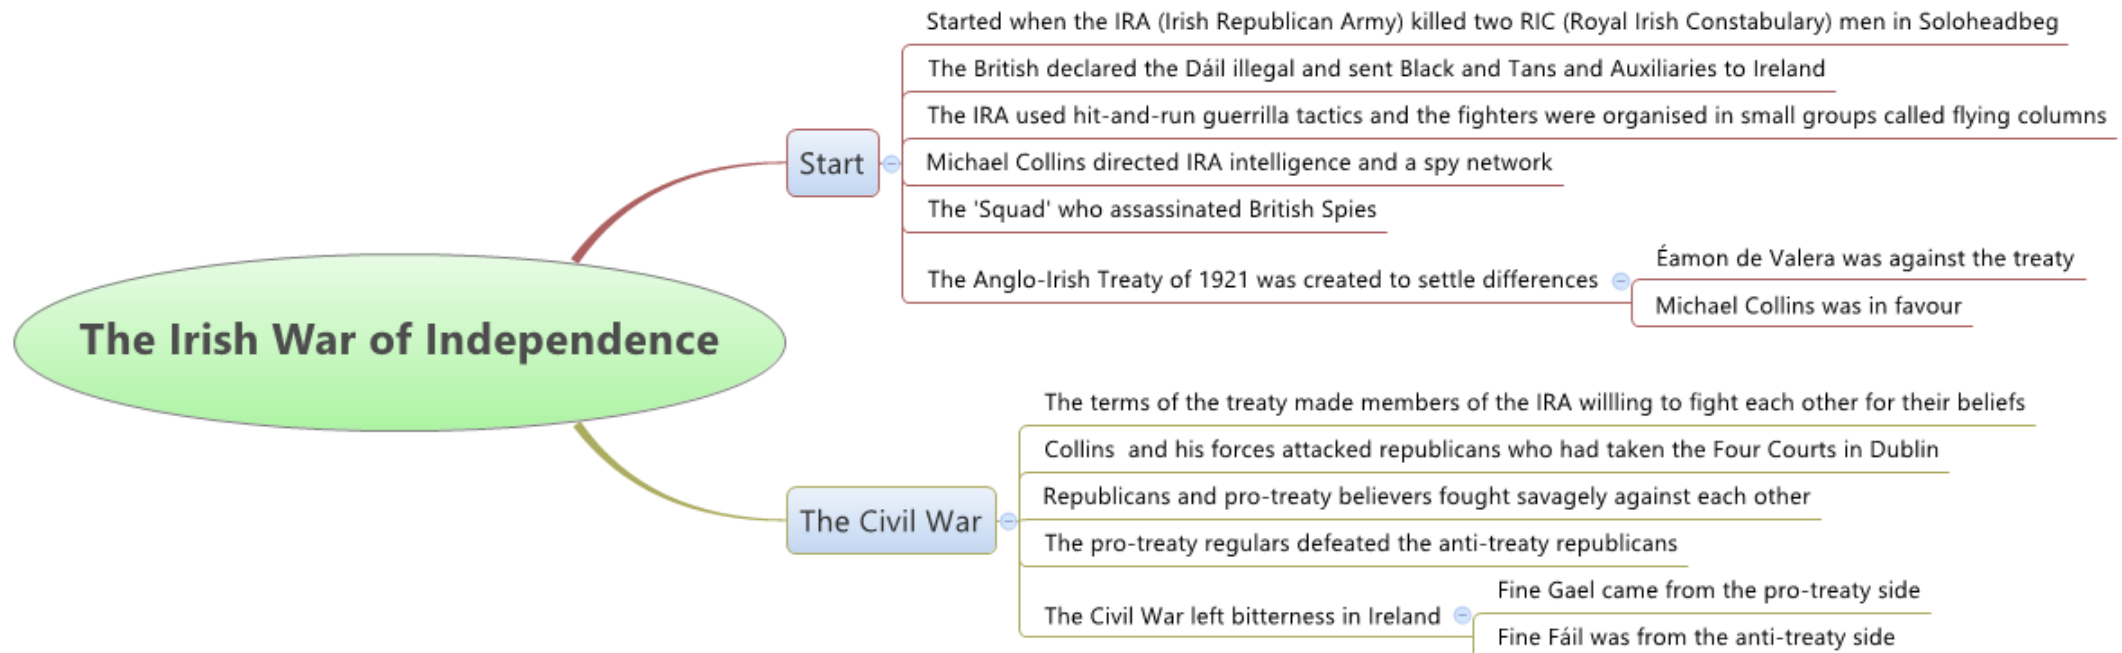 The Irish War of Independence
Start
Started when the IRA (Irish Republican Army) killed two RIC (Royal Irish Constabulary) men in Soloheadbeg
The British declared the Dáil illegal and sent Black and Tans and Auxiliaries to Ireland
The IRA used hit-and-run guerrilla tactics and the fighters were organised in small groups called flying columns
Michael Collins directed IRA intelligence and a spy network
The 'Squad' who assassinated British Spies
The Anglo-Irish Treaty of 1921 was created to settle differences
Éamon de Valera was against the treaty
Michael Collins was in favour
The Civil War
The terms of the treaty made members of the IRA willling to fight each other for their beliefs
Collins  and his forces attacked republicans who had taken the Four Courts in Dublin
Republicans and pro-treaty believers fought savagely against each other
The pro-treaty regulars defeated the anti-treaty republicans
The Civil War left bitterness in Ireland
Fine Gael came from the pro-treaty side
Fine Fáil was from the anti-treaty side